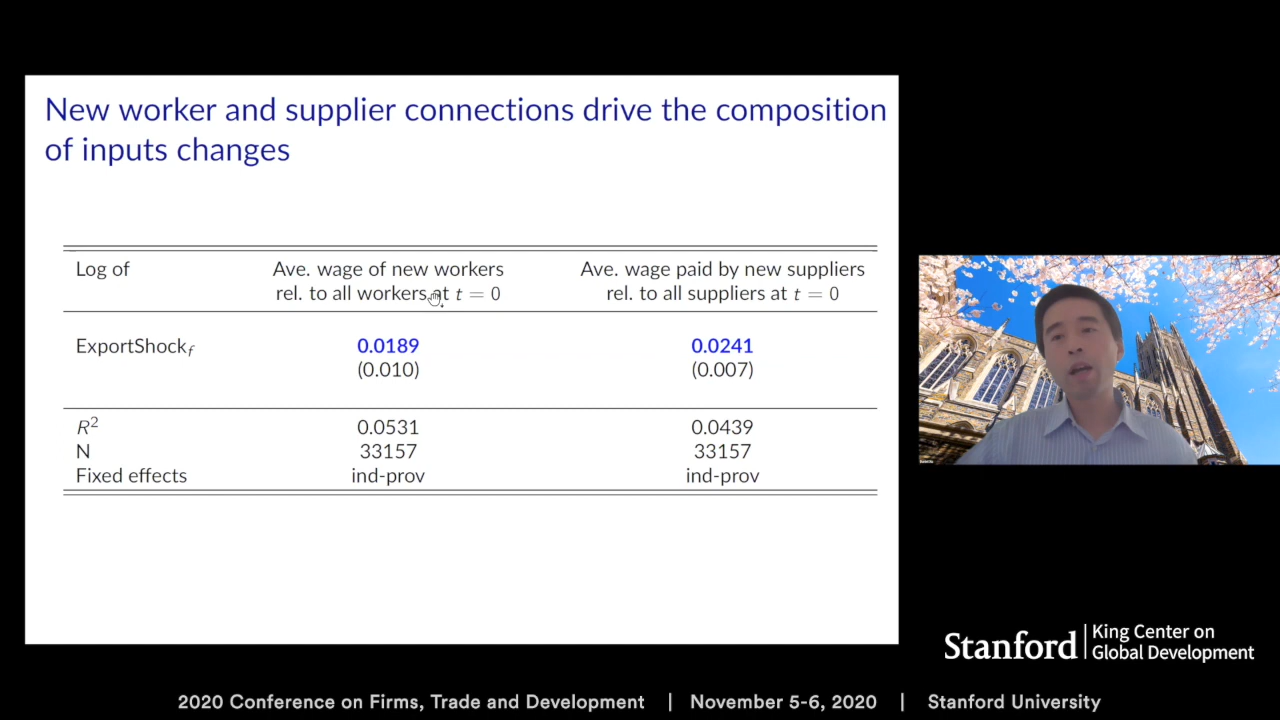 New worker and supplier connections drive the composition
of inputs changes
Log of
Ave. wage of new workers
rel. to all workers at t = 0
Ave. wage paid by new suppliers
rel. to all suppliers at t = 0
ExportShock_f
0.0189
0.0241
(0.010)
(0.007)
R²
0.0531
0.0439
N
33157
33157
Fixed effects
ind-prov
ind-prov
Stanford
King Center on
Global Development
2020 Conference on Firms, Trade and Development | November 5-6, 2020 | Stanford University